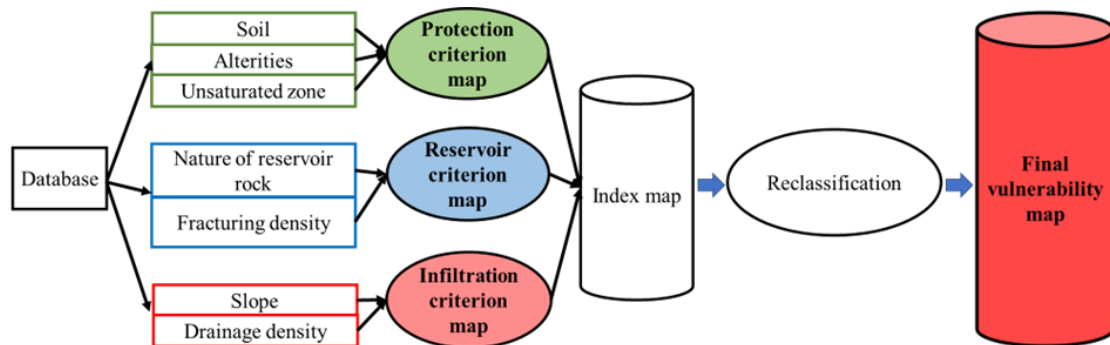 Database
Soil
Alterities
Unsaturated zone
Nature of reservoir
rock
Fracturing density
Slope
Drainage density
Protection
criterion
map
Reservoir
criterion
map
Infiltration
criterion
map
Index map
Reclassification
Final
vulnerability
map